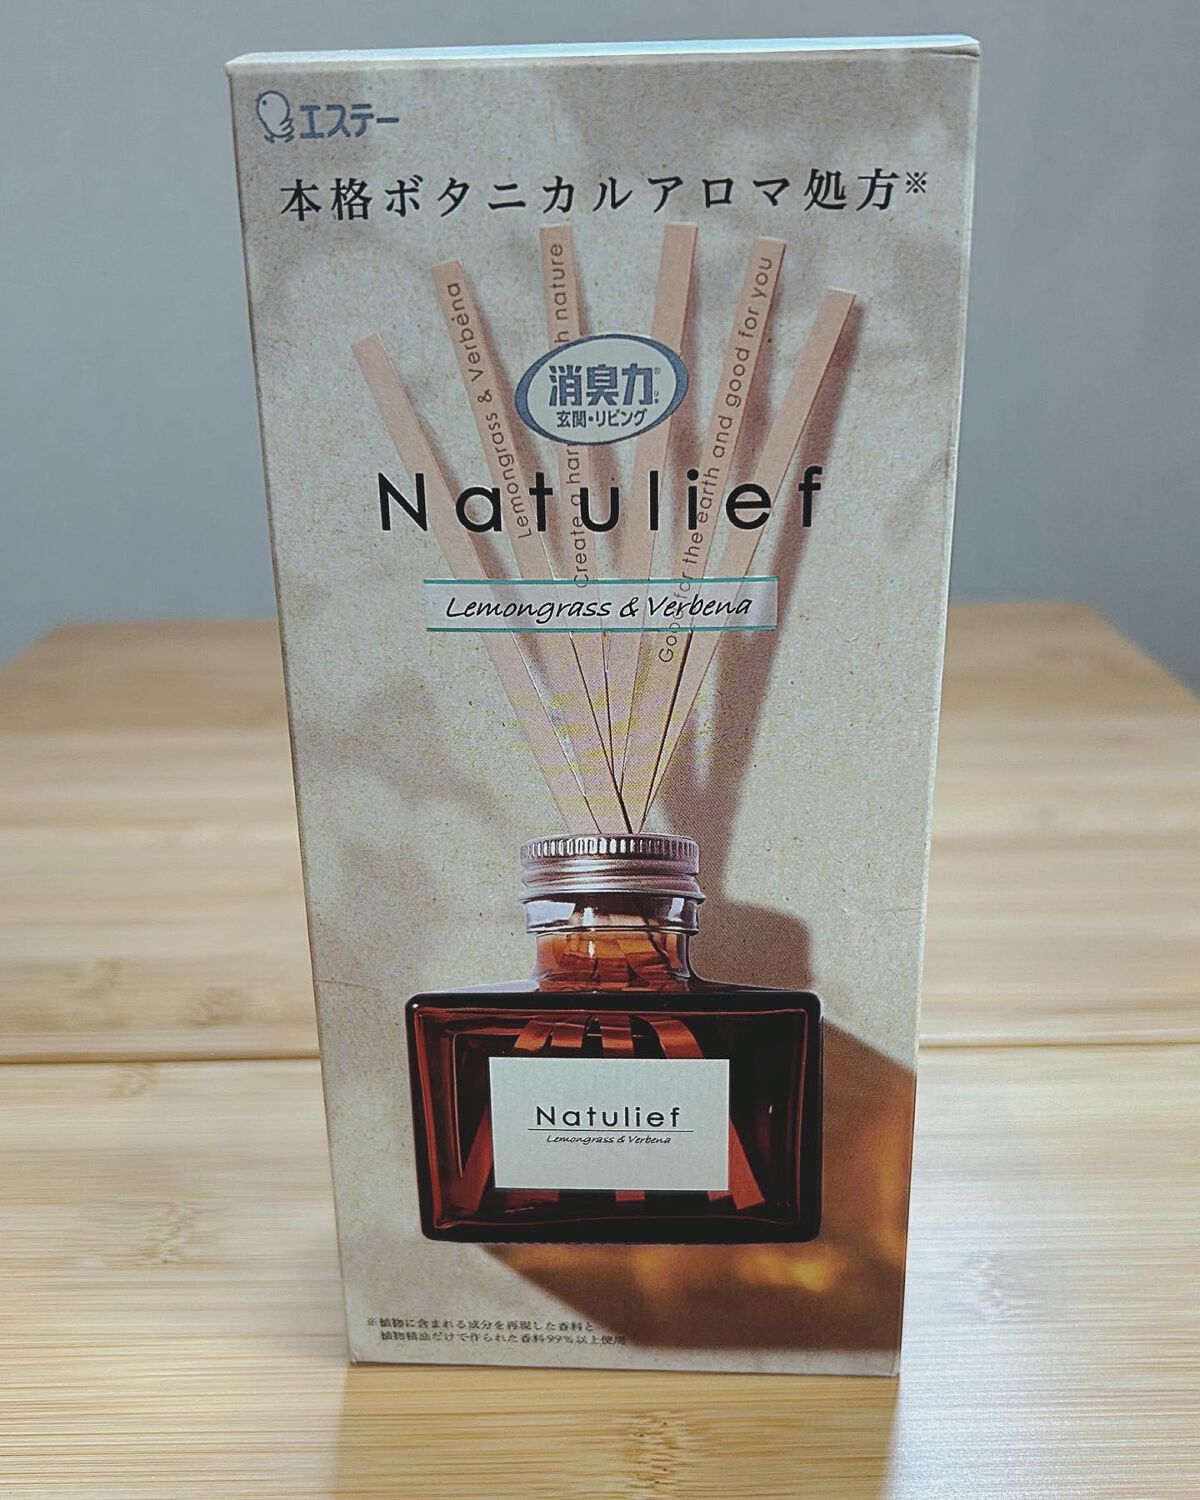 エステー
本格ボタニカルアロマ処方※
Lemongrass & Verbena
Create a har
h nature
Good for the earth and good for you
消臭力
玄関・リビング
Natulief
Lemongrass & Verbena
Natulief
Lemongrass & Verbena
※植物に含まれる成分を再現した香料と
植物精油だけで作られた香料99%以上使用